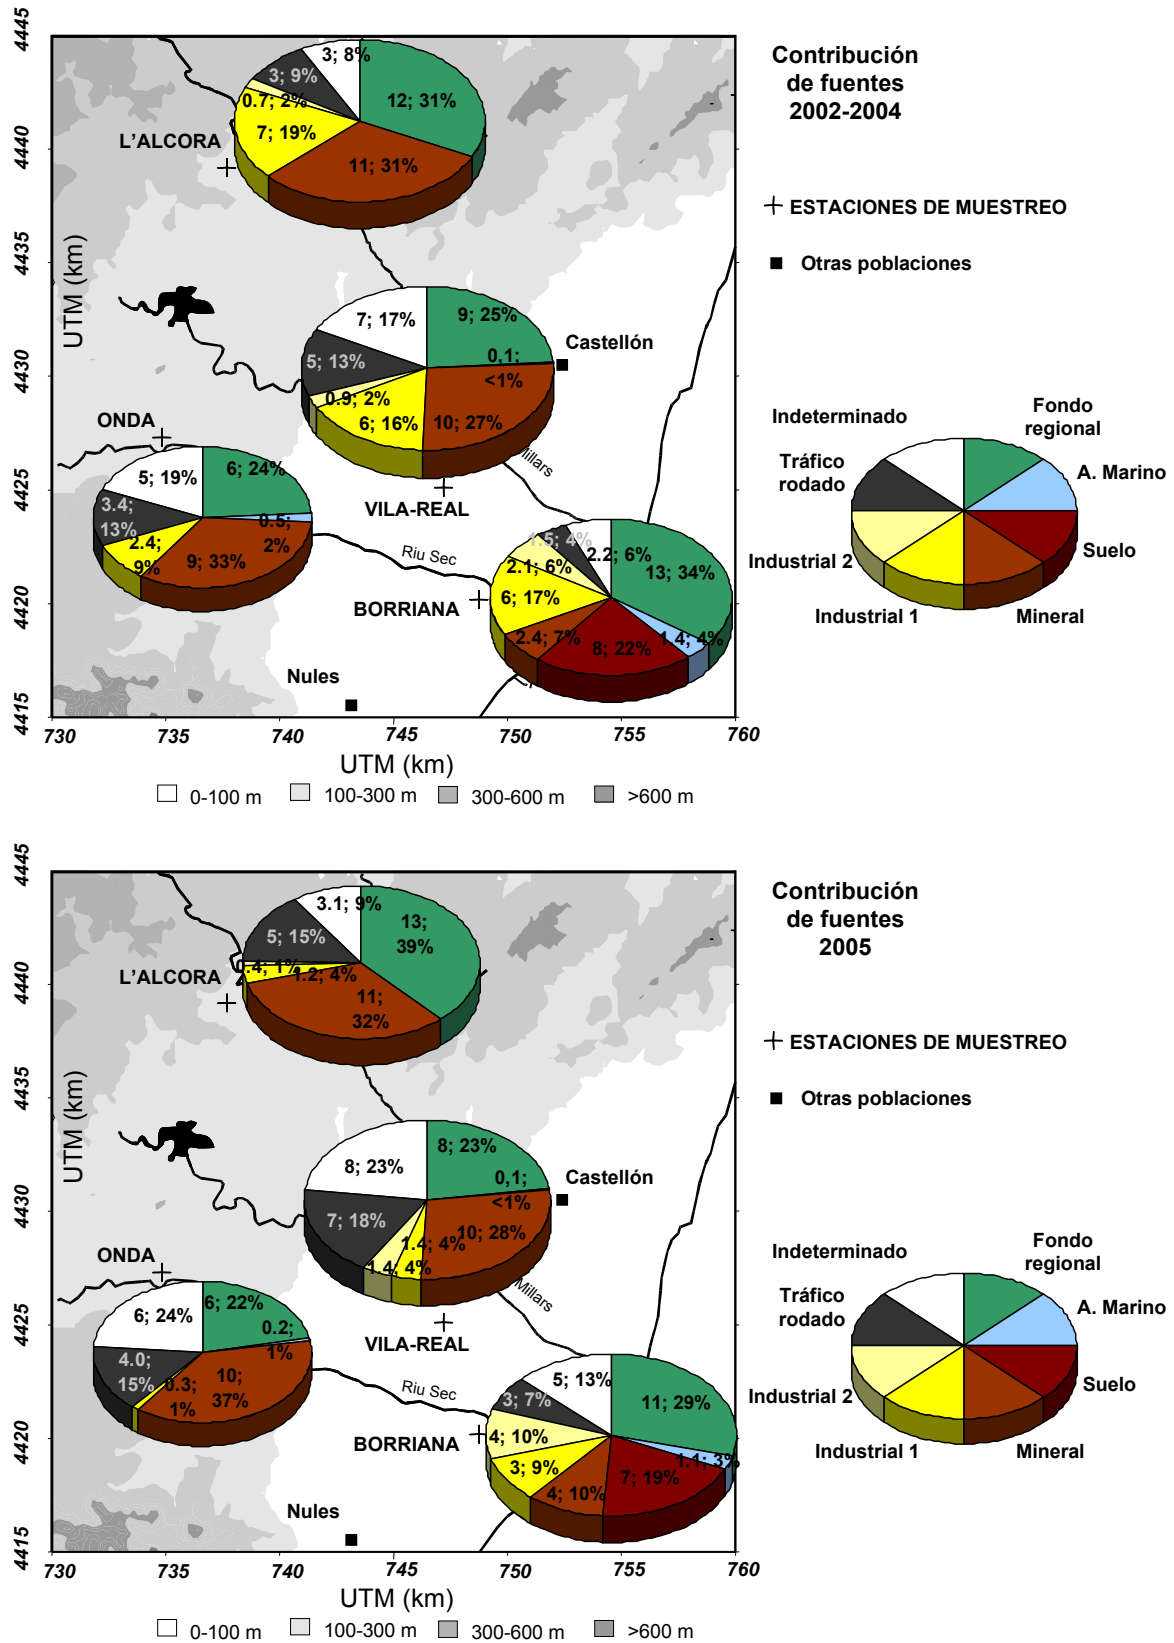 4445
4440
4435
4430
4425
4420
4415
UTM (km)
3; 8%
3; 9%
12; 31%
0.7; 2%
7; 19%
11; 31%
L'ALCORA
7; 17%
9; 25%
5; 13%
0,1;
<1%
0.9; 2%
6; 16%
10; 27%
Castellón
ONDA
5; 19%
6; 24%
3.4;
13%
0.5;
2%
2.4;
9%
9; 33%
Millars
VILA-REAL
Riu Sec
BORRIANA
1.5; 4%
2.2; 6%
2.1; 6%
13; 34%
6; 17%
2.4; 7%
8; 22%
1.4; 4%
Nules
730
735
740
745
750
755
760
UTM (km)
0-100 m
100-300 m
300-600 m
>600 m
Contribución
de fuentes
2002-2004
ESTACIONES DE MUESTREO
Otras poblaciones
Indeterminado
Fondo
regional
Tráfico
rodado
A. Marino
Industrial 2
Suelo
Industrial 1
Mineral
4445
4440
4435
4430
4425
4420
4415
UTM (km)
3.1; 9%
5; 15%
13;
39%
0.4; 1%
1.2; 4%
11;
32%
L'ALCORA
8; 23%
8; 23%
0,1;
<1%
7; 18%
10; 28%
1.4; 4%
1.4; 4%
Castellón
ONDA
6; 24%
6; 22%
0.2;
1%
4.0;
15%
0.3;
1%
10;
37%
Millars
VILA-REAL
Riu Sec
BORRIANA
5; 13%
3; 7%
11; 29%
4; 10%
1.1; 3%
3; 9%
7; 19%
4; 10%
Nules
730
735
740
745
750
755
760
UTM (km)
0-100 m
100-300 m
300-600 m
>600 m
Contribución
de fuentes
2005
ESTACIONES DE MUESTREO
Otras poblaciones
Indeterminado
Fondo
regional
Tráfico
rodado
A. Marino
Industrial 2
Suelo
Industrial 1
Mineral